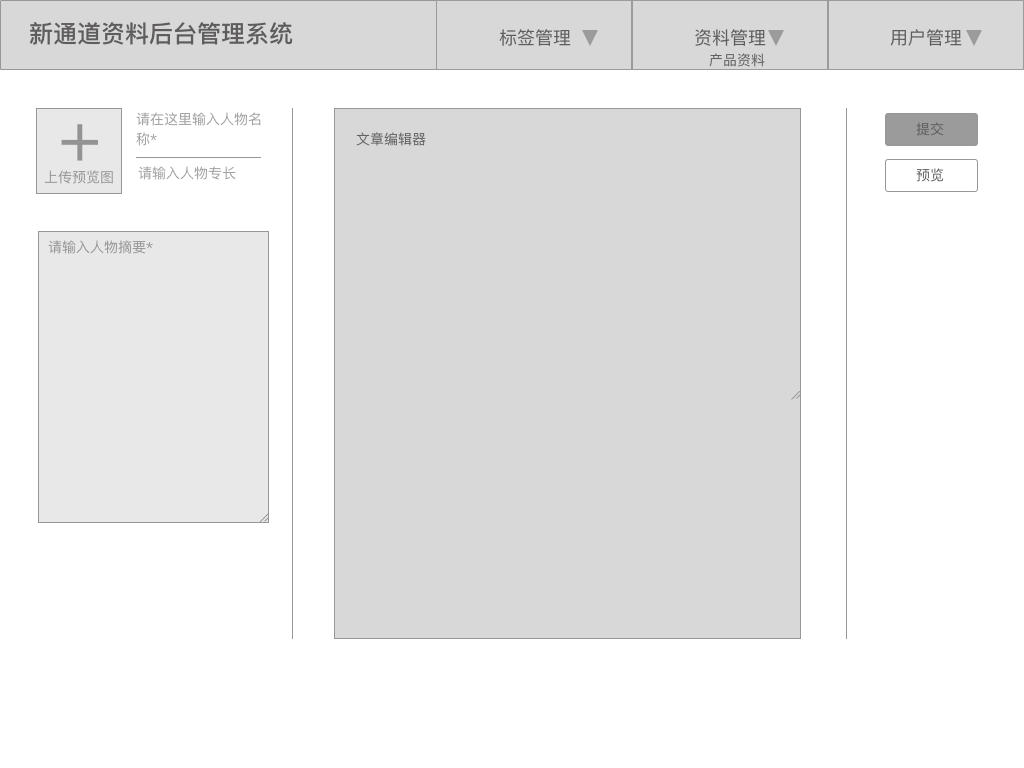 新通道资料后台管理系统
标签管理
资料管理
产品资料
用户管理
上传预览图
请在这里输入人物名
称*
请输入人物专长
请输入人物摘要*
文章编辑器
提交
预览